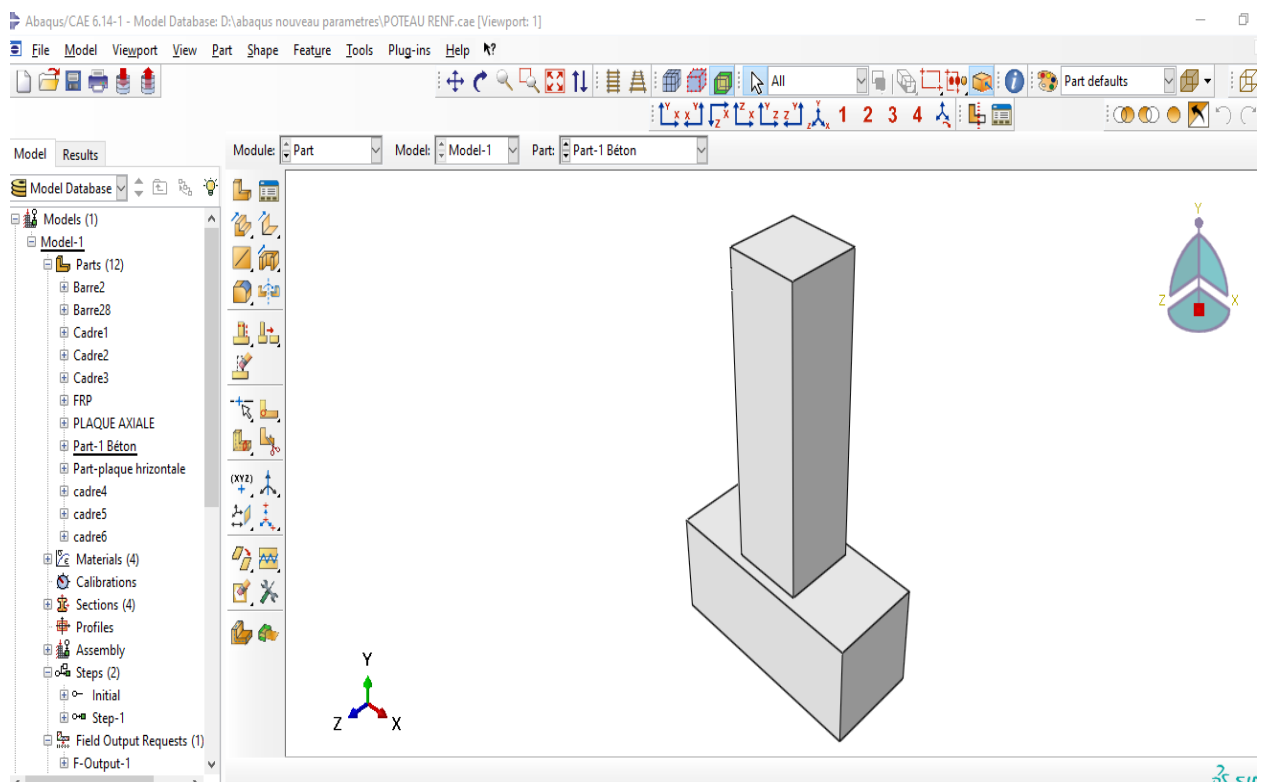 Abaqus/CAE 6.14-1 - Model Database: D:\abaqus nouveau parametres\POTEAU RENF.cae [Viewport: 1]
File Model Viewport View Part Shape Feature Tools Plug-ins Help
All Part defaults
1 2 3 4
Model Results Module: Part Model: Model-1 Part: Part-1 Béton
Model Database
Models (1)
Model-1
Parts (12)
Barre2
Barre28
Cadre1
Cadre2
Cadre3
FRP
PLAQUE AXIALE
Part-1 Béton
Part-plaque hrizontale
cadre4
cadre5
cadre6
Materials (4)
Calibrations
Sections (4)
Profiles
Assembly
Steps (2)
Initial
Step-1
Field Output Requests (1)
F-Output-1
(XYZ)
Y
Z X
Y
Z X